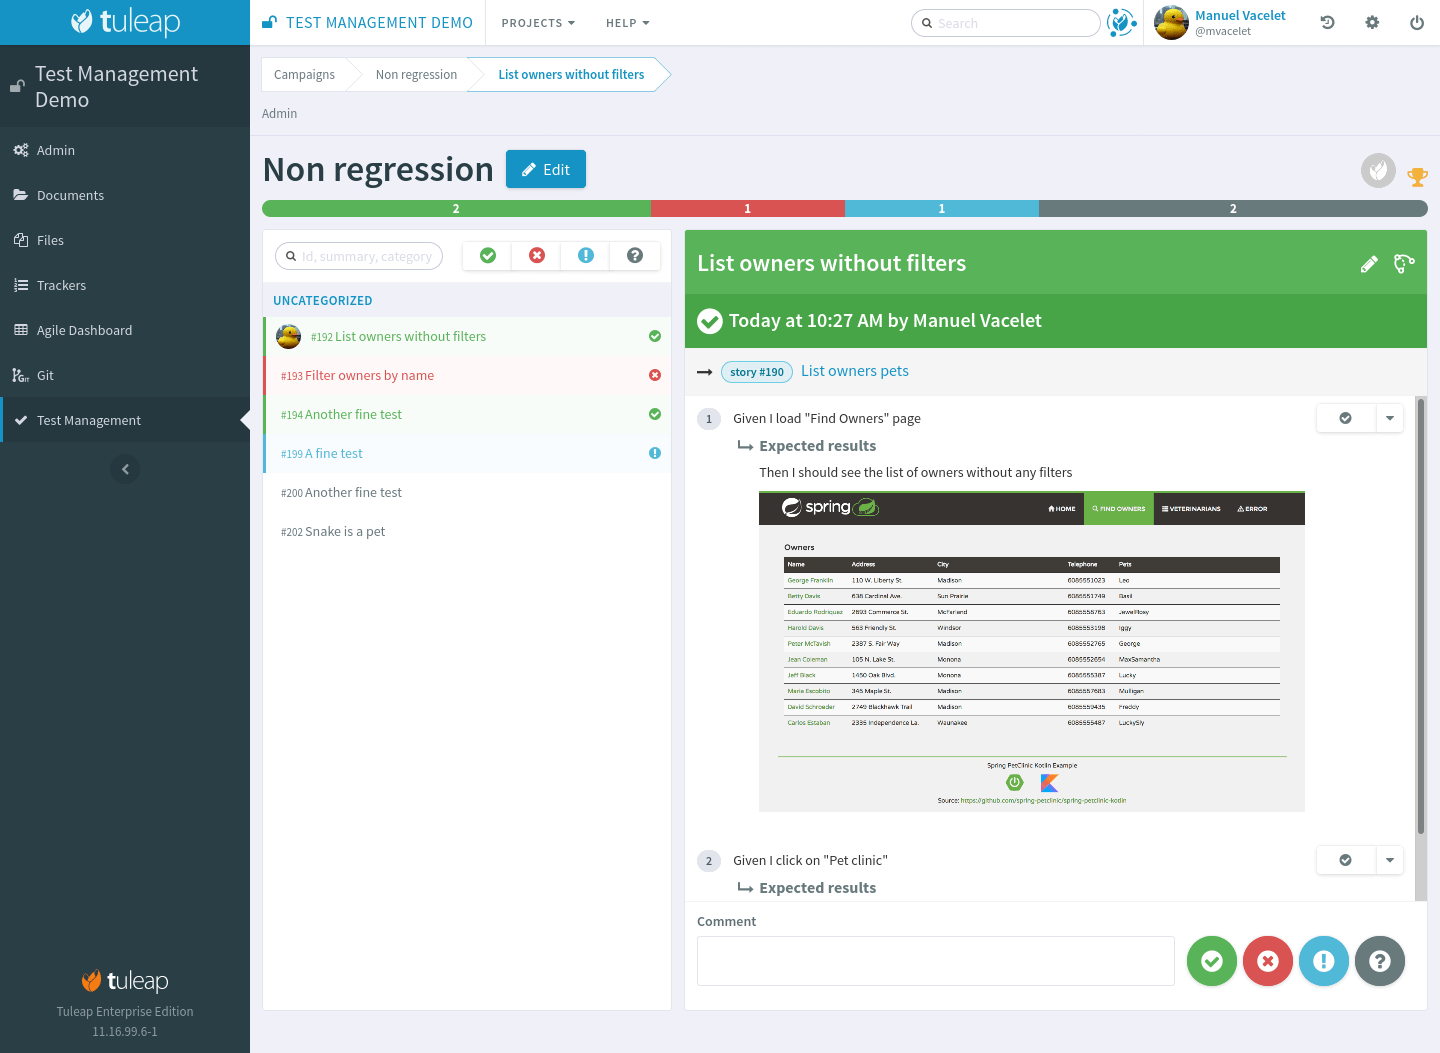 tuleap
TEST MANAGEMENT DEMO
PROJECTS
HELP
Search
Manuel Vacelet
@mvacelet
Test Management
Demo
Admin
Documents
Files
Trackers
Agile Dashboard
GIT Git
Test Management
tuleap
Tuleap Enterprise Edition
11.16.99.6-1
Campaigns
Non regression
List owners without filters
Admin
Non regression
Edit
2 1 1 2
Id, summary, category
UNCATEGORIZED
#192 List owners without filters
#193 Filter owners by name
#194 Another fine test
#199 A fine test
#200 Another fine test
#202 Snake is a pet
List owners without filters
Today at 10:27 AM by Manuel Vacelet
story #190 List owners pets
1 Given I load "Find Owners" page
Expected results
Then I should see the list of owners without any filters
spring HOME FIND OWNERS VETERINARIANS ERROR
Owners
Name Address City Telephone Pets
George Franklin 110 W. Liberty St. Madison 6085551023 Leo
Betty Davis 638 Cardinal Ave. Sun Prairie 6085551749 Basil
Eduardo Rodriquez 2693 Commerce St. McFarland 6085558763 JewelRosy
Harold Davis 563 Friendly St. Windsor 6085553198 Iggy
Peter McTavish 2387 S. Fair Way Madison 6085552765 George
Jean Coleman 105 N. Lake St. Monona 6085552654 MaxSamantha
Jeff Black 1450 Oak Blvd. Monona 6085555387 Lucky
Maria Escobito 345 Maple St. Madison 6085557683 Mulligan
David Schroeder 2749 Blackhawk Trail Madison 6085559435 Freddy
Carlos Estaban 2335 Independence La. Waunakee 6085555487 LuckySly
Spring PetClinic Kotlin Example
Source: https://github.com/spring-petclinic/spring-petclinic-kotlin
2 Given I click on "Pet clinic"
Expected results
Comment